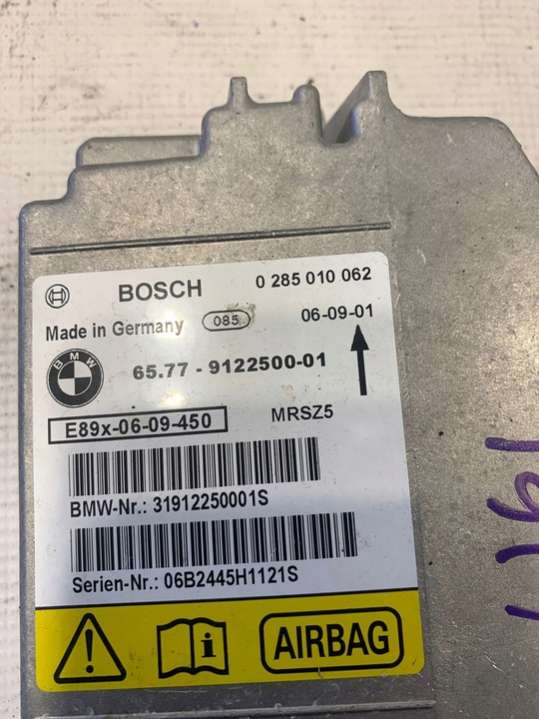 BOSCH 0 285 010 062
Made in Germany 085 06-09-01
BMW 65.77 - 9122500-01
E89x-06-09-450 MRSZ5
BMW-Nr.: 31912250001S
Serien-Nr.: 06B2445H1121S
i AIRBAG